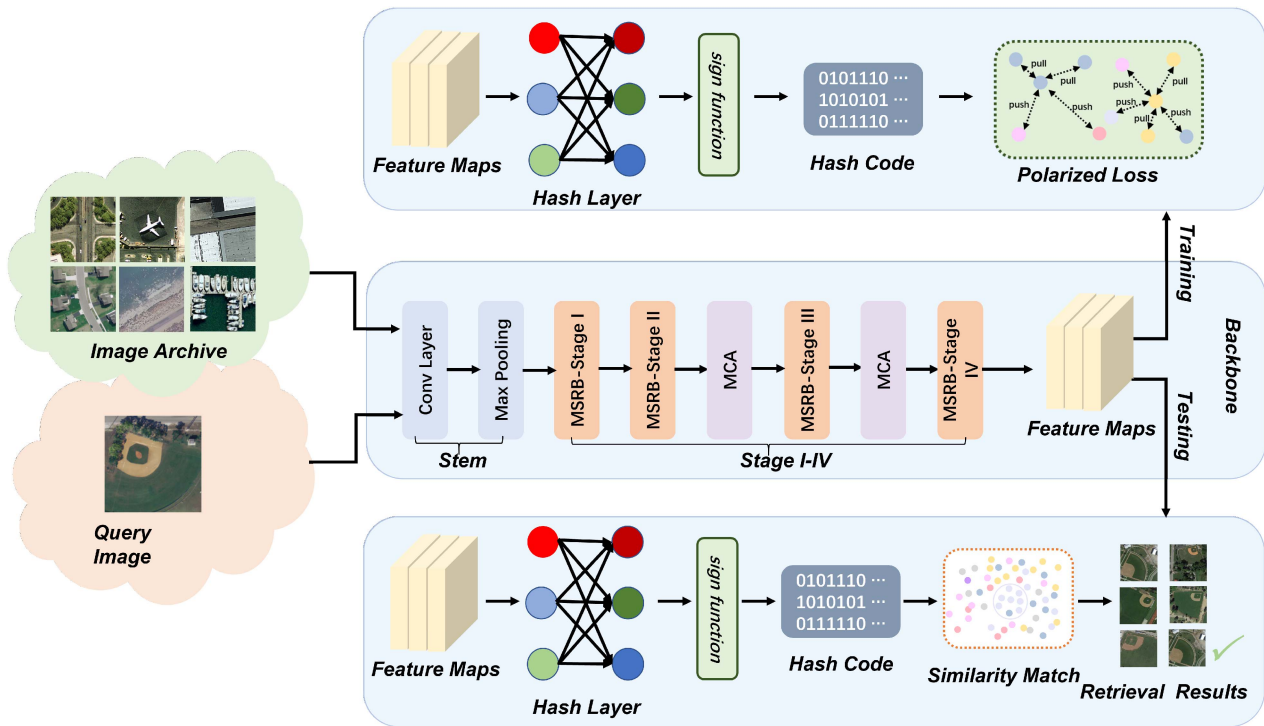 Feature Maps
Hash Layer
sign function
0101110 ···
1010101 ···
0111110 ···
Hash Code
pull
pull
push
push
pull
push
push
pull
push
Polarized Loss
Image Archive
Query
Image
Conv Layer
Max Pooling
Stem
MSRB-Stage I
MSRB-Stage II
MCA
MSRB-Stage III
MCA
MSRB-Stage
IV
Stage I-IV
Feature Maps
Training
Testing
Backbone
Feature Maps
Hash Layer
sign function
0101110 ···
1010101 ···
0111110 ···
Hash Code
Similarity Match
Retrieval Results